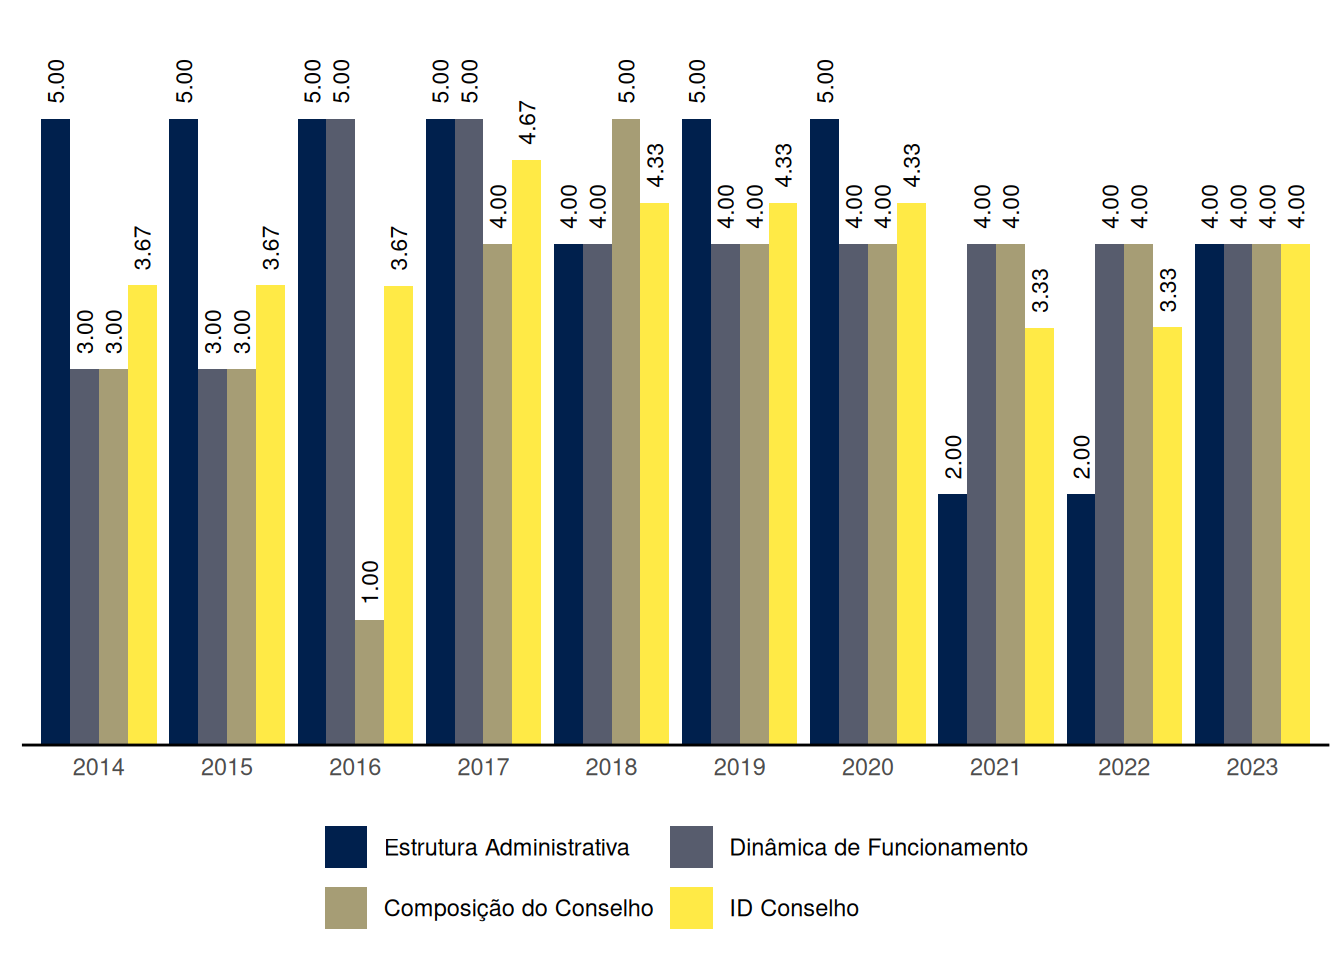 5.00 3.00 3.00 3.67 5.00 3.00 3.00 3.67 5.00 5.00 1.00 3.67 5.00 5.00 4.00 4.67 4.00 4.00 5.00 4.33 5.00 4.00 4.00 4.33 5.00 4.00 4.00 4.33 2.00 4.00 4.00 3.33 2.00 4.00 4.00 3.33 4.00 4.00 4.00 4.00
2014 2015 2016 2017 2018 2019 2020 2021 2022 2023
Estrutura Administrativa Dinâmica de Funcionamento
Composição do Conselho ID Conselho